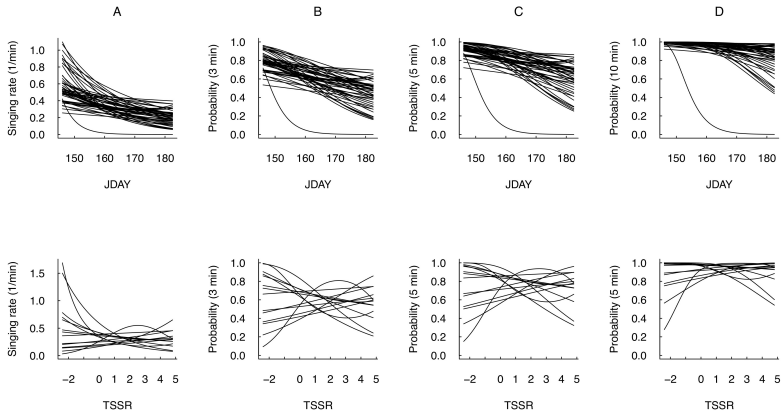 A B C D
Singing rate (1/min)
0.0 0.2 0.4 0.6 0.8 1.0
150 160 170 180
JDAY
Probability (3 min)
0.0 0.2 0.4 0.6 0.8 1.0
150 160 170 180
JDAY
Probability (5 min)
0.0 0.2 0.4 0.6 0.8 1.0
150 160 170 180
JDAY
Probability (10 min)
0.0 0.2 0.4 0.6 0.8 1.0
150 160 170 180
JDAY
Singing rate (1/min)
0.0 0.5 1.0 1.5
−2 0 1 2 3 4 5
TSSR
Probability (3 min)
0.0 0.2 0.4 0.6 0.8 1.0
−2 0 1 2 3 4 5
TSSR
Probability (5 min)
0.0 0.2 0.4 0.6 0.8 1.0
−2 0 1 2 3 4 5
TSSR
Probability (5 min)
0.0 0.2 0.4 0.6 0.8 1.0
−2 0 1 2 3 4 5
TSSR